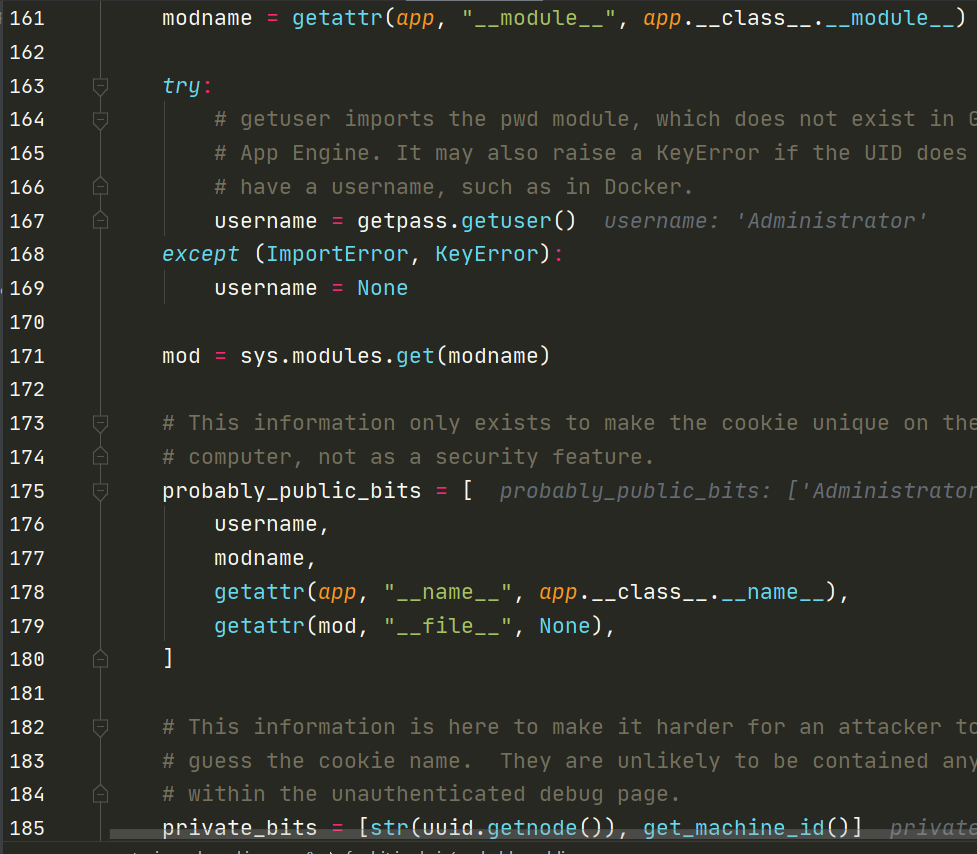 161 modname = getattr(app, "__module__", app.__class__.__module__)
162
163 try:
164 # getuser imports the pwd module, which does not exist in
165 # App Engine. It may also raise a KeyError if the UID does
166 # have a username, such as in Docker.
167 username = getpass.getuser() username: 'Administrator'
168 except (ImportError, KeyError):
169 username = None
170
171 mod = sys.modules.get(modname)
172
173 # This information only exists to make the cookie unique on the
174 # computer, not as a security feature.
175 probably_public_bits = [ probably_public_bits: ['Administrator
176 username,
177 modname,
178 getattr(app, "__name__", app.__class__.__name__),
179 getattr(mod, "__file__", None),
180 ]
181
182 # This information is here to make it harder for an attacker to
183 # guess the cookie name. They are unlikely to be contained any
184 # within the unauthenticated debug page.
185 private_bits = [str(uuid.getnode()), get_machine_id()] private